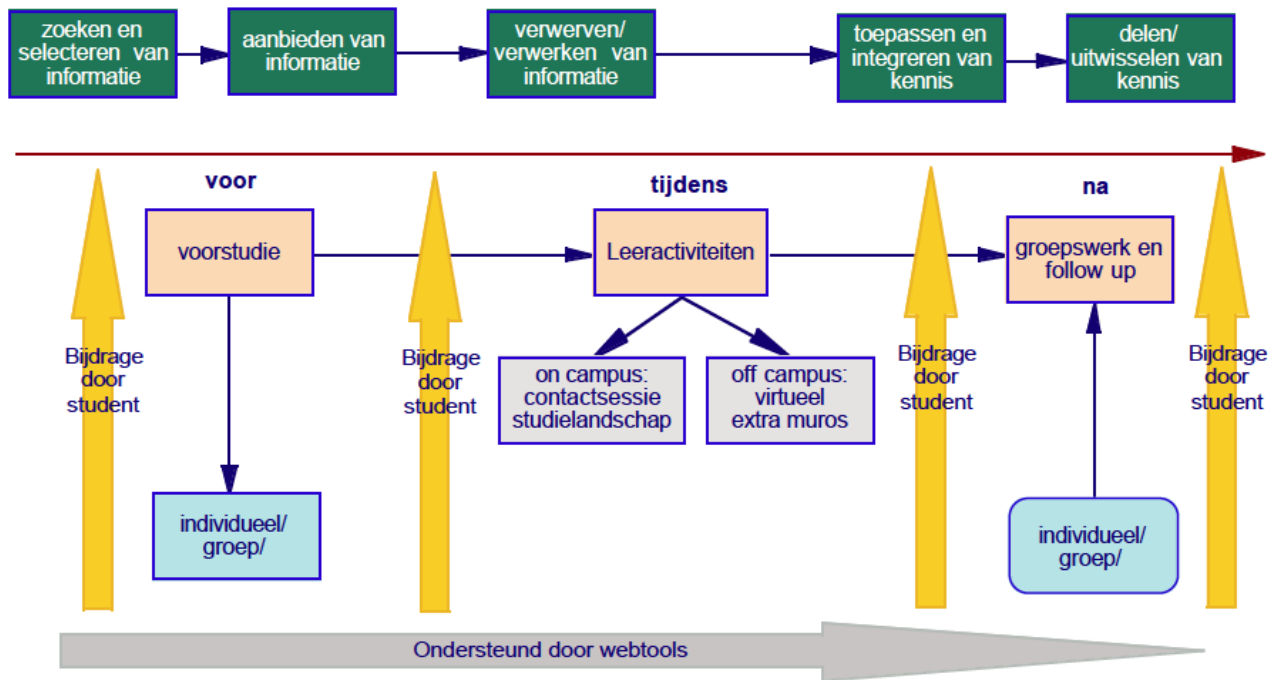 zoeken en
selecteren van
informatie
aanbieden van
informatie
verwerven/
verwerken van
informatie
toepassen en
integreren van
kennis
delen/
uitwisselen van
kennis
voor
tijdens
na
voorstudie
Leeractiviteiten
groepswerk en
follow up
Bijdrage
door
student
Bijdrage
door
student
on campus:
contactsessie
studielandschap
off campus:
virtueel
extra muros
Bijdrage
door
student
Bijdrage
door
student
individueel/
groep/
individueel/
groep/
Ondersteund door webtools